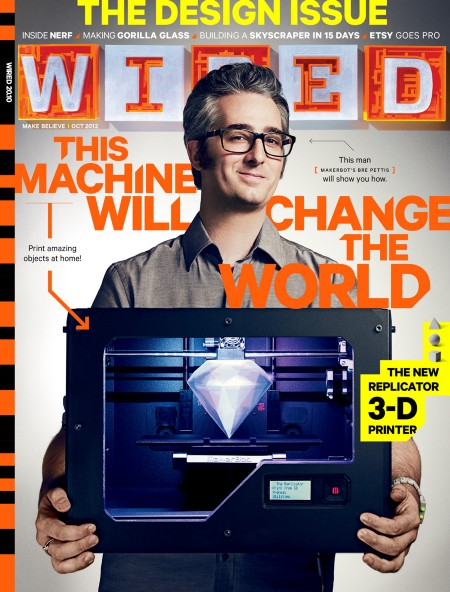 THE DESIGN ISSUE
INSIDE NERF MAKING GORILLA GLASS BUILDING A SKYSCRAPER IN 15 DAYS ETSY GOES PRO
WIRED
WIRED 20.10
MAKE BELIEVE | OCT 2012
THIS
MACHINE
WILL
CHANGE
THE
WORLD
This man
[ MAKERBOT'S BRE PETTIS ]
will show you how.
Print amazing
objects at home!
THE NEW
REPLICATOR
3-D
PRINTER
MakerBot
The Replicator